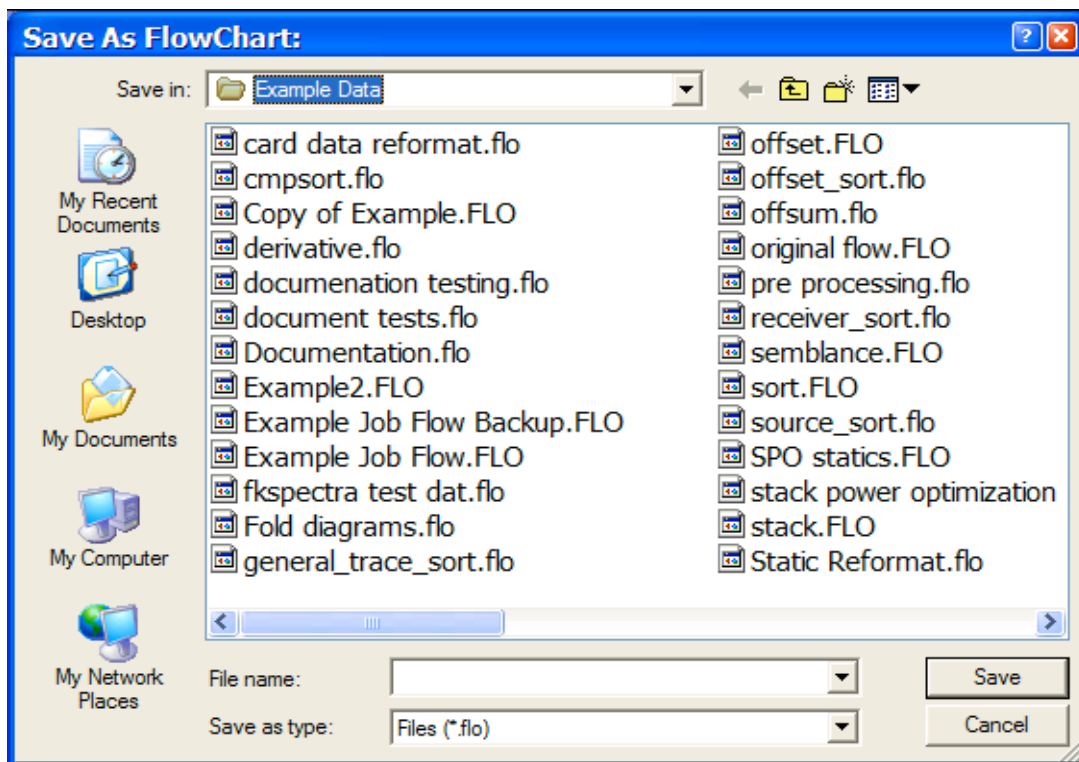 Save As FlowChart:
Save in: Example Data
My Recent
Documents
Desktop
My Documents
My Computer
My Network
Places
card data reformat.flo
cmpsort.flo
Copy of Example.FLO
derivative.flo
documenation testing.flo
document tests.flo
Documentation.flo
Example2.FLO
Example Job Flow Backup.FLO
Example Job Flow.FLO
fkspectra test dat.flo
Fold diagrams.flo
general_trace_sort.flo
offset.FLO
offset_sort.flo
offsum.flo
original flow.FLO
pre processing.flo
receiver_sort.flo
semblance.FLO
sort.FLO
source_sort.flo
SPO statics.FLO
stack power optimization
stack.FLO
Static Reformat.flo
File name:
Save
Save as type: Files (*.flo)
Cancel